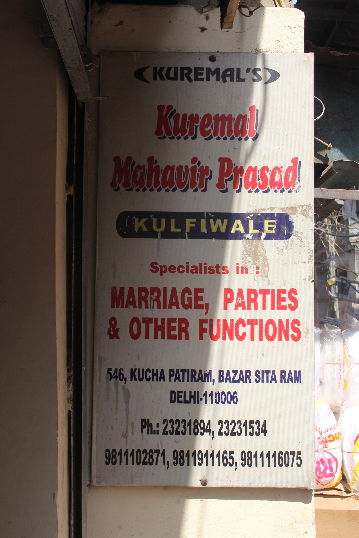 KUREMAL'S
Kuremal
Mahavir Prasad
KULFIWALE
Specialists in :
MARRIAGE, PARTIES
& OTHER FUNCTIONS
546, KUCHA PATIRAM, BAZAR SITA RAM
DELHI-110006
Ph.: 23231894, 23231534
9811102871, 9811911165, 9811116075